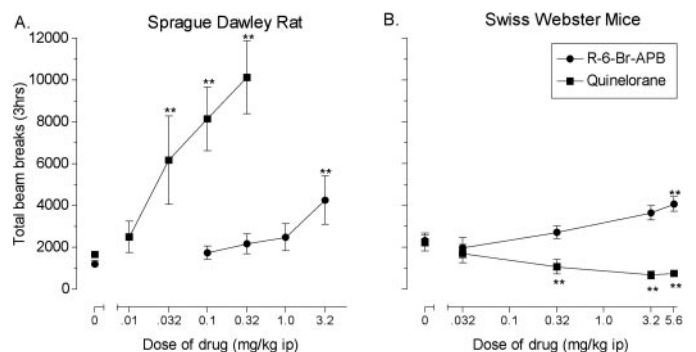 A. Sprague Dawley Rat
B. Swiss Webster Mice
Total beam breaks (3hrs)
12000
10000
8000
6000
4000
2000
0
** ** ** **
0 .01 .032 0.1 0.32 1.0 3.2
Dose of drug (mg/kg ip)
R-6-Br-APB
Quinelorane
**
** ** **
0 .032 0.1 0.32 1.0 3.2 5.6
Dose of drug (mg/kg ip)